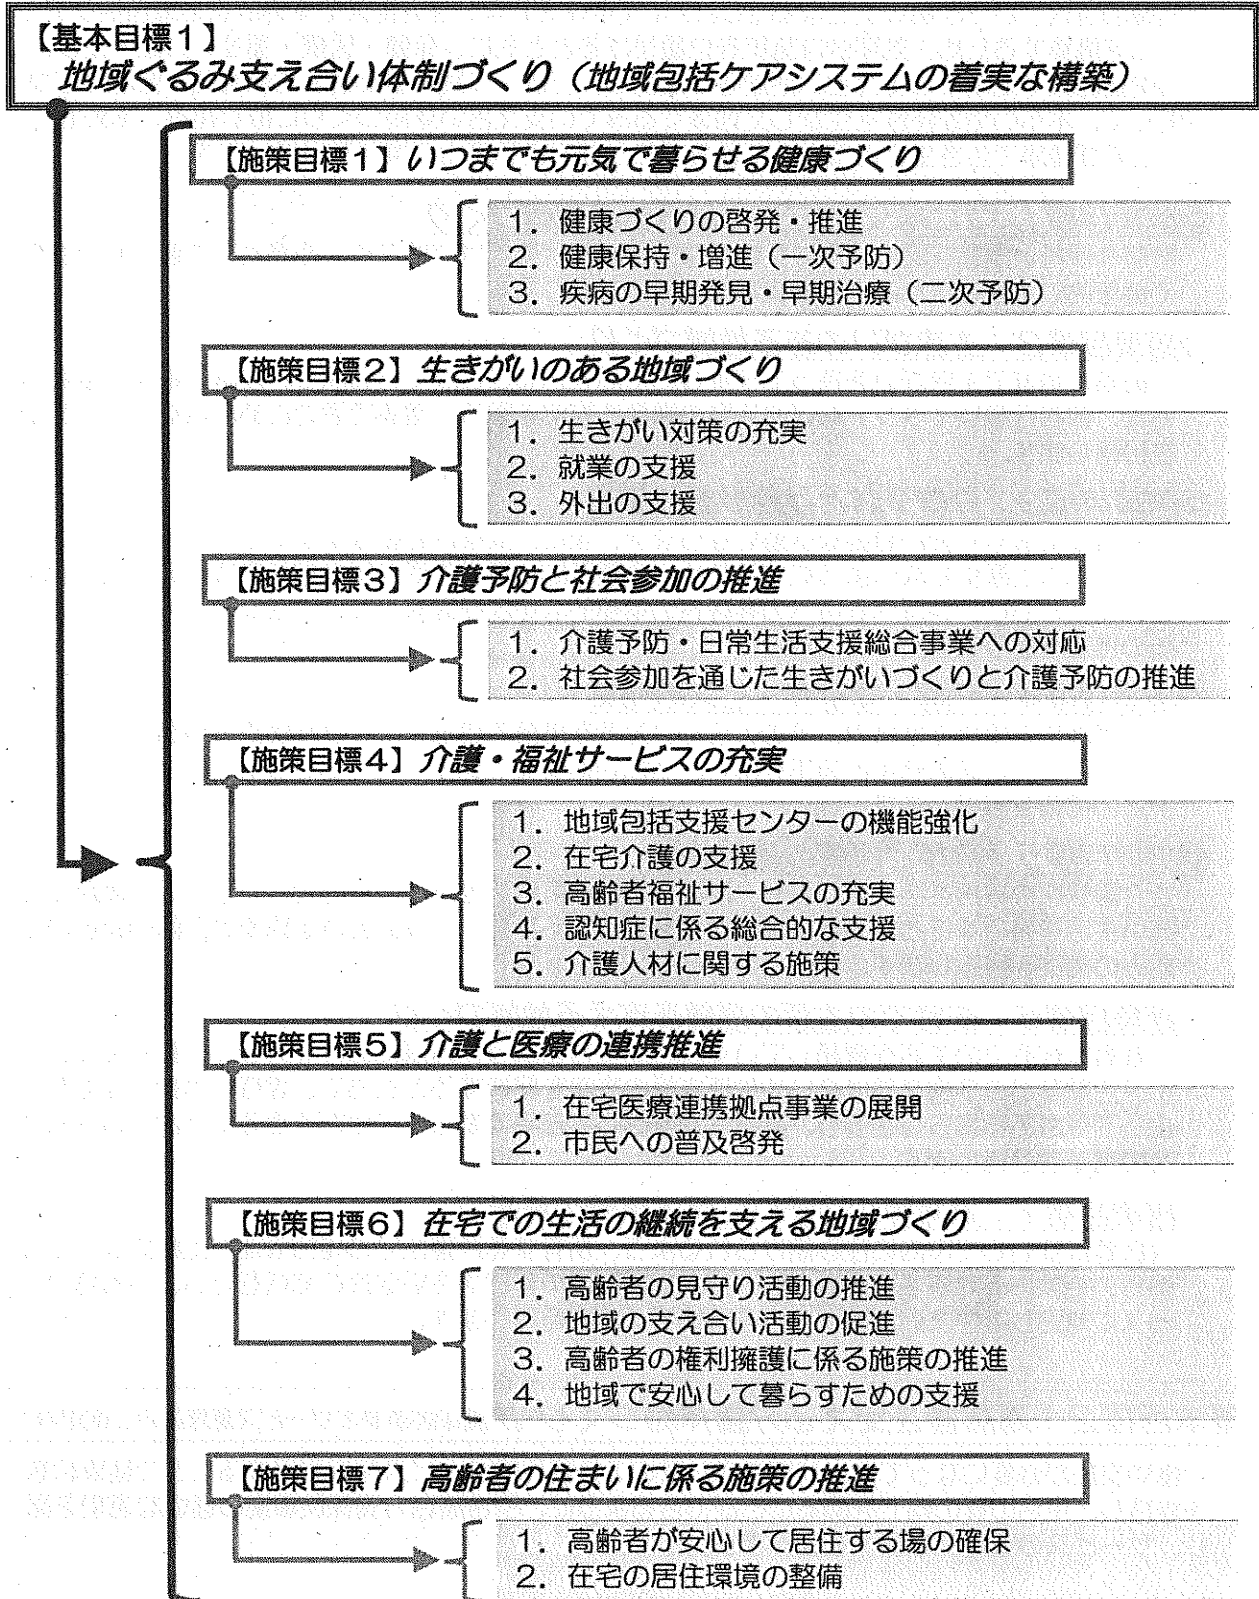 【基本目標1】
地域ぐるみ支え合い体制づくり（地域包括ケアシステムの着実な構築）
【施策目標1】いつまでも元気で暮らせる健康づくり
1．健康づくりの啓発・推進
2．健康保持・増進（一次予防）
3．疾病の早期発見・早期治療（二次予防）
【施策目標2】生きがいのある地域づくり
1．生きがい対策の充実
2．就業の支援
3．外出の支援
【施策目標3】介護予防と社会参加の推進
1．介護予防・日常生活支援総合事業への対応
2．社会参加を通じた生きがいづくりと介護予防の推進
【施策目標4】介護・福祉サービスの充実
1．地域包括支援センターの機能強化
2．在宅介護の支援
3．高齢者福祉サービスの充実
4．認知症に係る総合的な支援
5．介護人材に関する施策
【施策目標5】介護と医療の連携推進
1．在宅医療連携拠点事業の展開
2．市民への普及啓発
【施策目標6】在宅での生活の継続を支える地域づくり
1．高齢者の見守り活動の推進
2．地域の支え合い活動の促進
3．高齢者の権利擁護に係る施策の推進
4．地域で安心して暮らすための支援
【施策目標7】高齢者の住まいに係る施策の推進
1．高齢者が安心して居住する場の確保
2．在宅の居住環境の整備